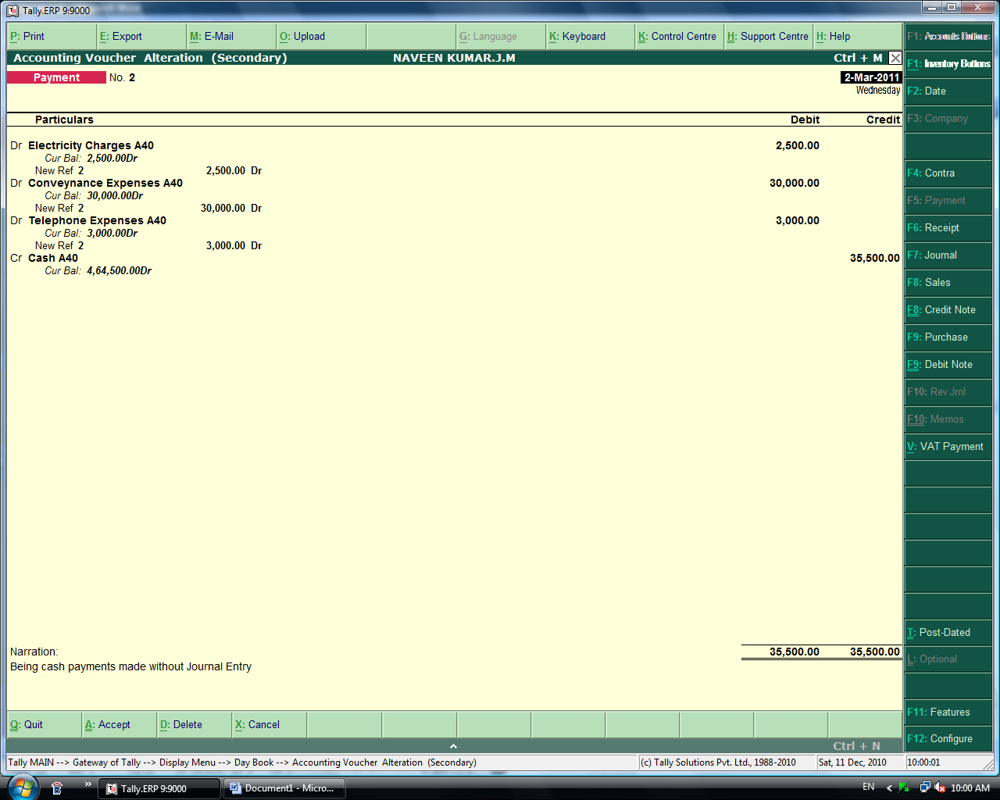 Tally.ERP 9:9000
P: Print E: Export M: E-Mail O: Upload G: Language K: Keyboard K: Control Centre H: Support Centre H: Help
Accounting Voucher Alteration (Secondary) NAVEEN KUMAR.J.M Ctrl + M
Payment No. 2 2-Mar-2011
Wednesday
Particulars Debit Credit
Dr Electricity Charges A40 2,500.00
Cur Bal: 2,500.00Dr
New Ref 2 2,500.00 Dr
Dr Conveynance Expenses A40 30,000.00
Cur Bal: 30,000.00Dr
New Ref 2 30,000.00 Dr
Dr Telephone Expenses A40 3,000.00
Cur Bal: 3,000.00Dr
New Ref 2 3,000.00 Dr
Cr Cash A40 35,500.00
Cur Bal: 4,64,500.00Dr
Narration: 35,500.00 35,500.00
Being cash payments made without Journal Entry
F1: Accounts Buttons
F1: Inventory Buttons
F2: Date
F3: Company
F4: Contra
F5: Payment
F6: Receipt
F7: Journal
F8: Sales
F8: Credit Note
F9: Purchase
F9: Debit Note
F10: Rev Jrnl
F10: Memos
V: VAT Payment
T: Post-Dated
L: Optional
F11: Features
F12: Configure
Q: Quit A: Accept D: Delete X: Cancel
Ctrl + N
Tally MAIN --> Gateway of Tally --> Display Menu --> Day Book --> Accounting Voucher Alteration (Secondary) (c) Tally Solutions Pvt. Ltd., 1988-2010 Sat, 11 Dec, 2010 10:00:01
Tally.ERP 9:9000 Document1 - Micro... EN 10:00 AM